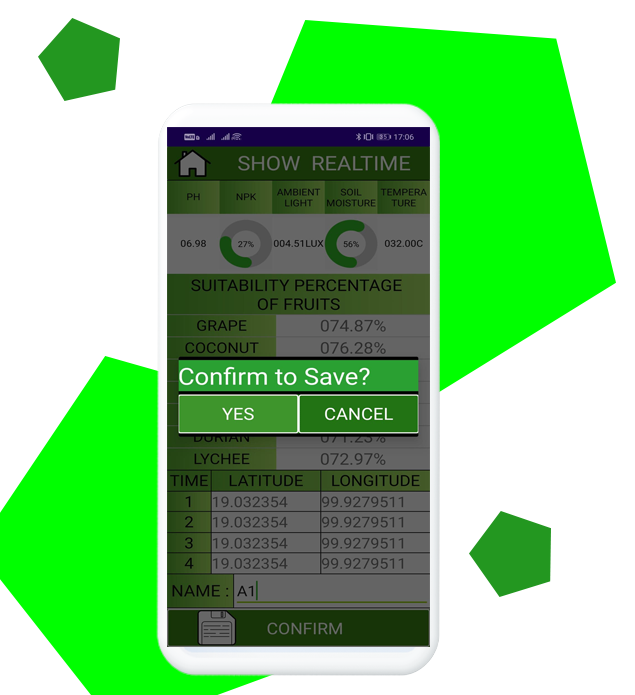 17:06
SHOW REALTIME
PH NPK AMBIENT LIGHT SOIL MOISTURE TEMPERA TURE
06.98 27% 004.51LUX 56% 032.00C
SUITABILITY PERCENTAGE
OF FRUITS
GRAPE 074.87%
COCONUT 076.28%
Confirm to Save?
YES CANCEL
DURIAN 071.23%
LYCHEE 072.97%
TIME LATITUDE LONGITUDE
1 19.032354 99.9279511
2 19.032354 99.9279511
3 19.032354 99.9279511
4 19.032354 99.9279511
NAME : A1
CONFIRM